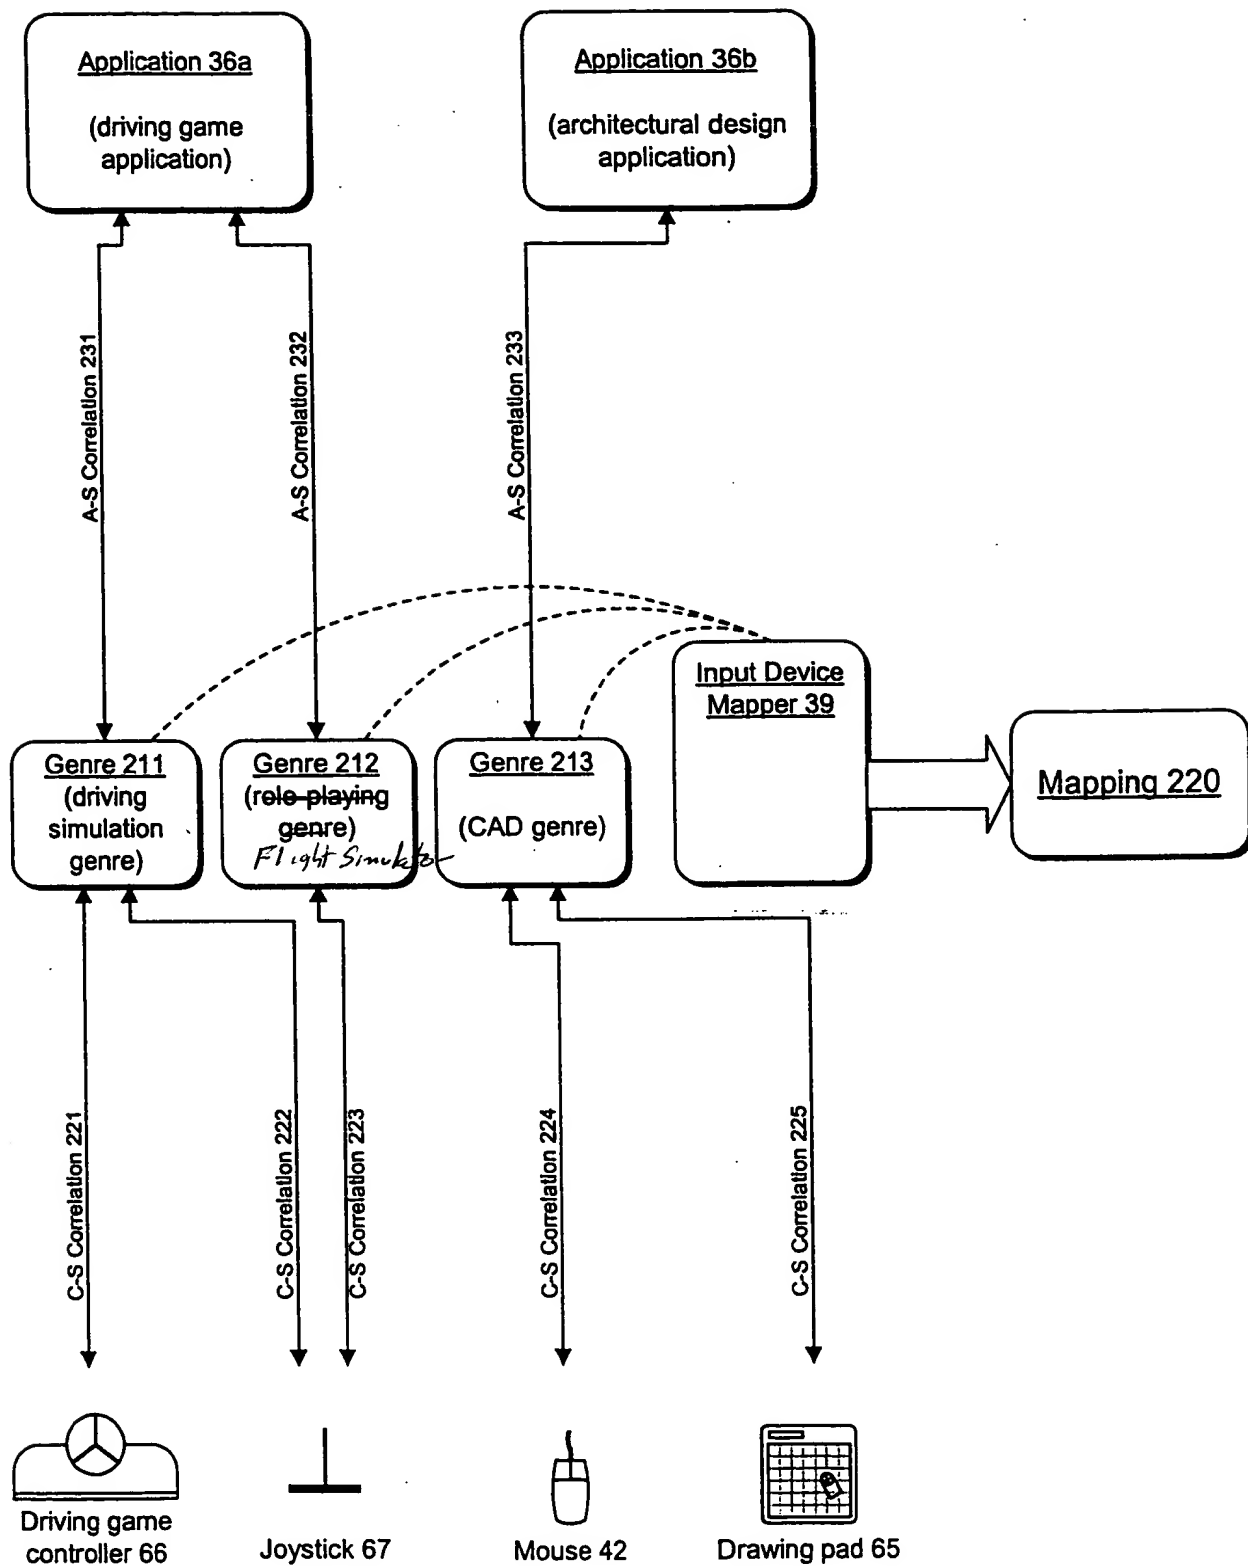 Application 36a
(driving game
application)
Application 36b
(architectural design
application)
A-S Correlation 231
A-S Correlation 232
A-S Correlation 233
Input Device
Mapper 39
Mapping 220
Genre 211
(driving
simulation
genre)
Genre 212
(role-playing
genre)
Flight Simulator
Genre 213
(CAD genre)
C-S Correlation 221
C-S Correlation 222
C-S Correlation 223
C-S Correlation 224
C-S Correlation 225
Driving game
controller 66
Joystick 67
Mouse 42
Drawing pad 65